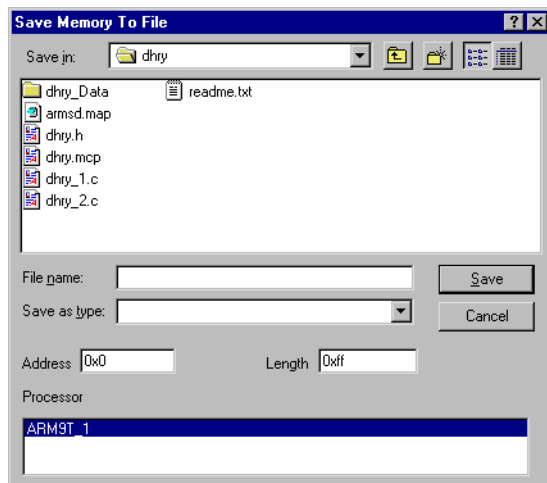 Save Memory To File
Save in: dhry
dhry_Data readme.txt
armsd.map
dhry.h
dhry.mcp
dhry_1.c
dhry_2.c
File name: Save
Save as type: Cancel
Address 0x0 Length 0xff
Processor
ARM9T_1